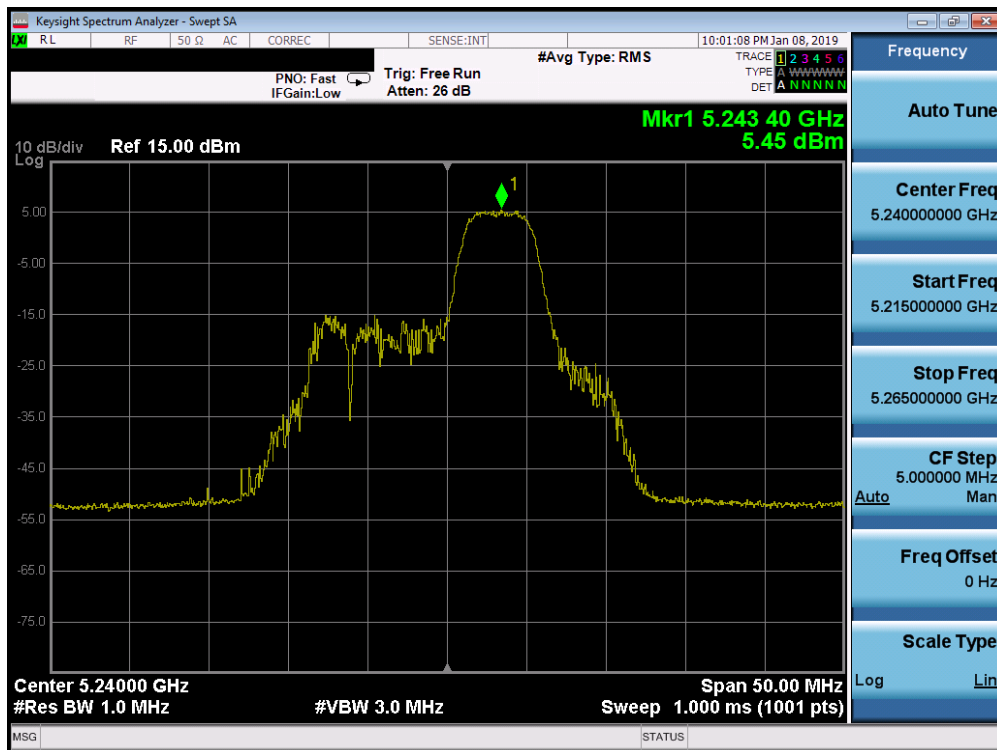 Keysight Spectrum Analyzer - Swept SA
LXI RL RF 50 Ω AC CORREC SENSE:INT 10:01:08 PM Jan 08, 2019
#Avg Type: RMS TRACE 1 2 3 4 5 6
PNO: Fast Trig: Free Run TYPE A WWWWW
IFGain:Low Atten: 26 dB DET A N N N N N
Mkr1 5.243 40 GHz
5.45 dBm
10 dB/div Ref 15.00 dBm
Log
1
5.00
-5.00
-15.0
-25.0
-35.0
-45.0
-55.0
-65.0
-75.0
Center 5.24000 GHz Span 50.00 MHz
#Res BW 1.0 MHz #VBW 3.0 MHz Sweep 1.000 ms (1001 pts)
MSG STATUS
Frequency
Auto Tune
Center Freq
5.240000000 GHz
Start Freq
5.215000000 GHz
Stop Freq
5.265000000 GHz
CF Step
5.000000 MHz
Auto Man
Freq Offset
0 Hz
Scale Type
Log Lin